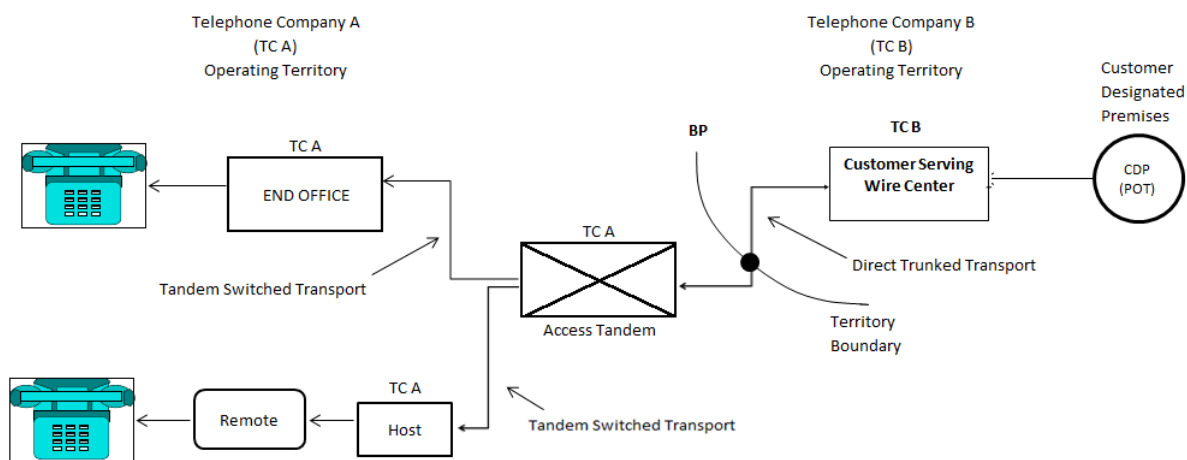 Telephone Company A
(TC A)
Operating Territory
Telephone Company B
(TC B)
Operating Territory
Customer
Designated
Premises
BP
TC B
TC A
Customer Serving
Wire Center
CDP
(POT)
END OFFICE
TC A
Tandem Switched Transport
Direct Trunked Transport
Access Tandem
Territory
Boundary
TC A
Remote
Host
Tandem Switched Transport